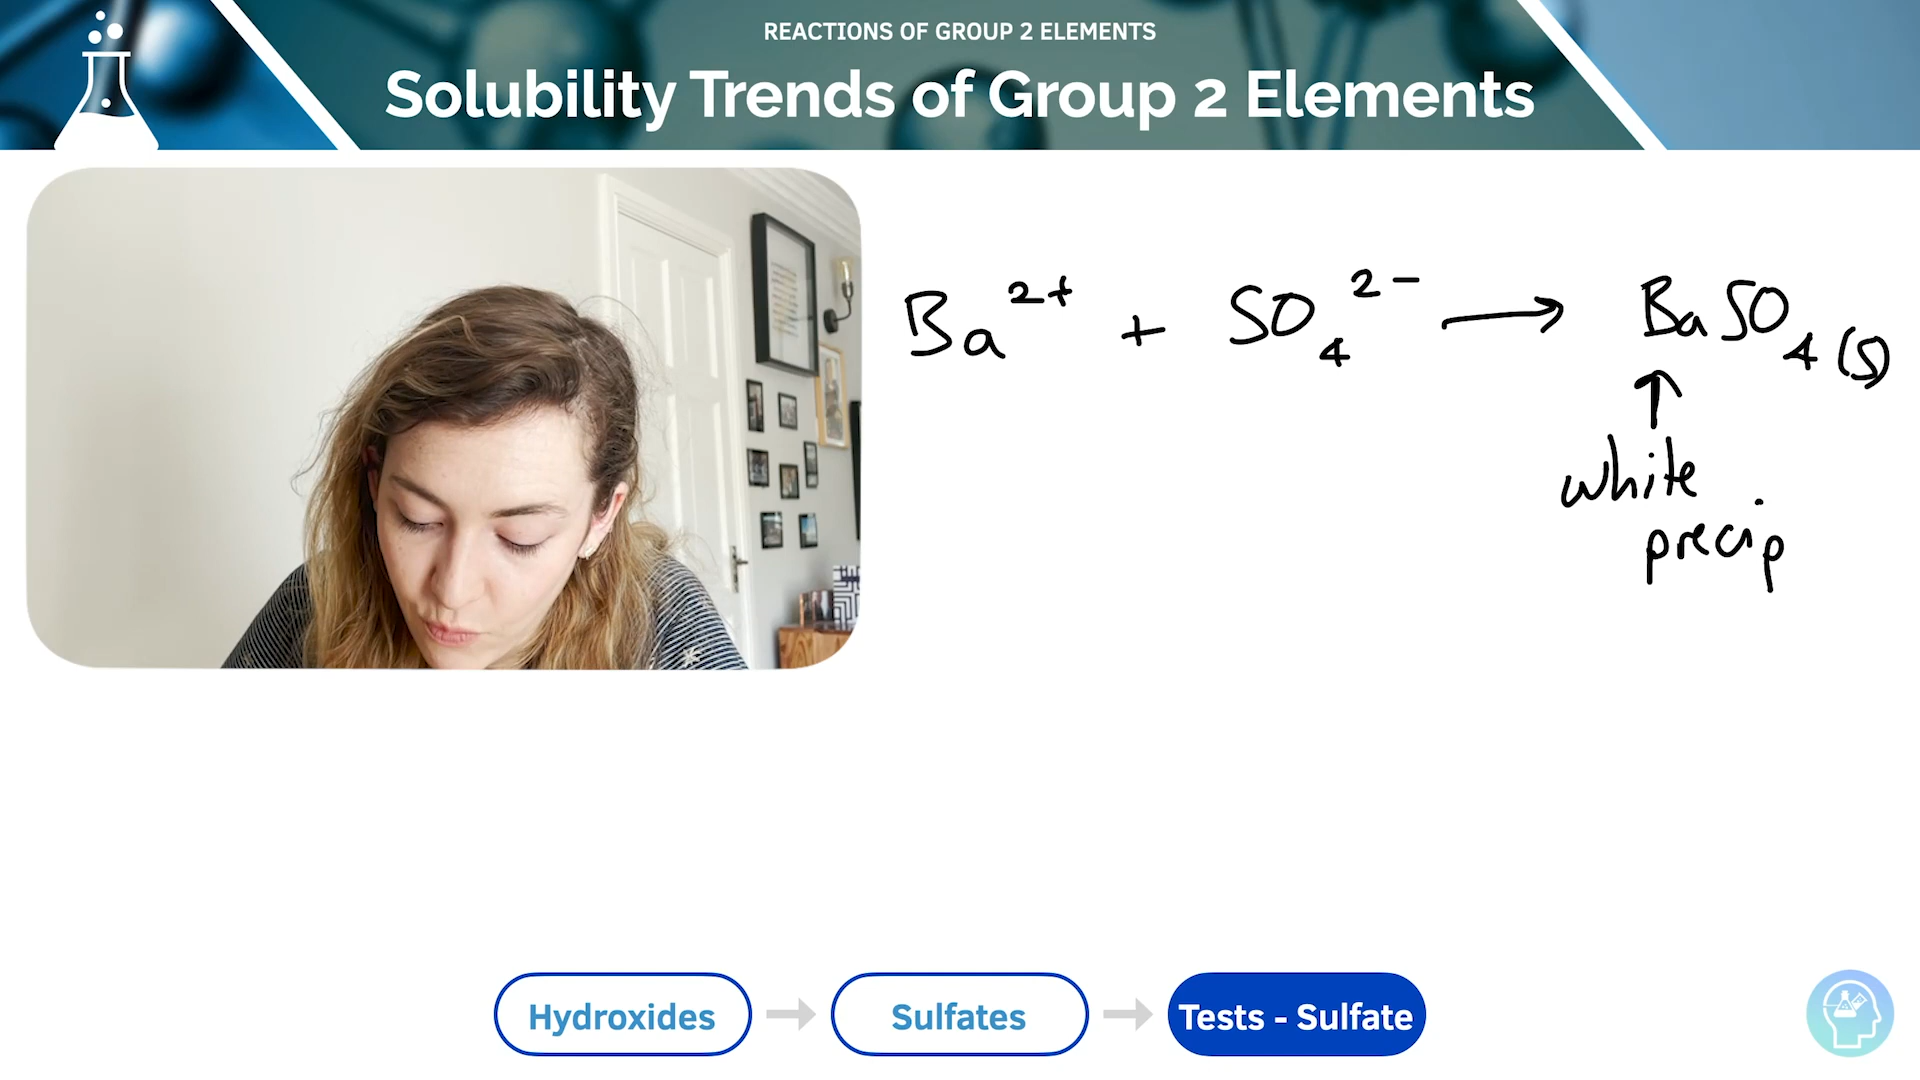 REACTIONS OF GROUP 2 ELEMENTS
Solubility Trends of Group 2 Elements
Ba²⁺ + SO₄²⁻ → BaSO₄(s)
↑
white
precip
Hydroxides → Sulfates → Tests - Sulfate